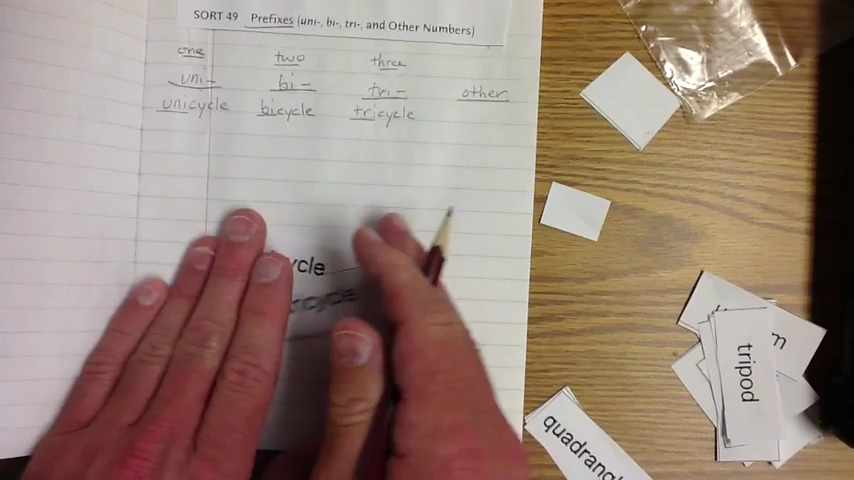 SORT 49 Prefixes (uni-, bi-, tri-, and Other Numbers)
one two three
uni- bi- tri- other
unicycle bicycle tricycle
tripod